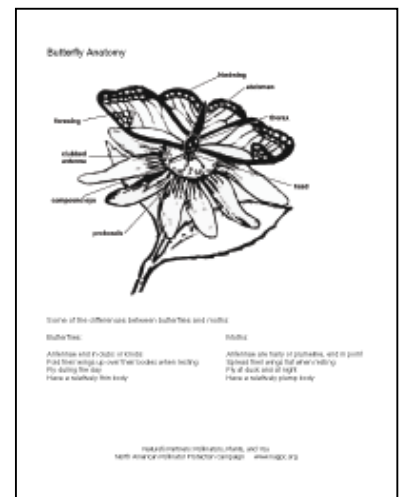 Butterfly Anatomy
hindwing
abdomen
forewing
thorax
clubbed
antenna
compound eye
head
proboscis
Some of the differences between butterflies and moths:
Butterflies:
Antennae end in clubs or knobs
Fold their wings up over their bodies when resting
Fly during the day
Have a relatively thin body
Moths:
Antennae are hairy or plumelike, end in point
Spread their wings flat when resting
Fly at dusk and at night
Have a relatively plump body
Nature's Partners: Pollinators, Plants, and You
North American Pollinator Protection Campaign www.nappc.org